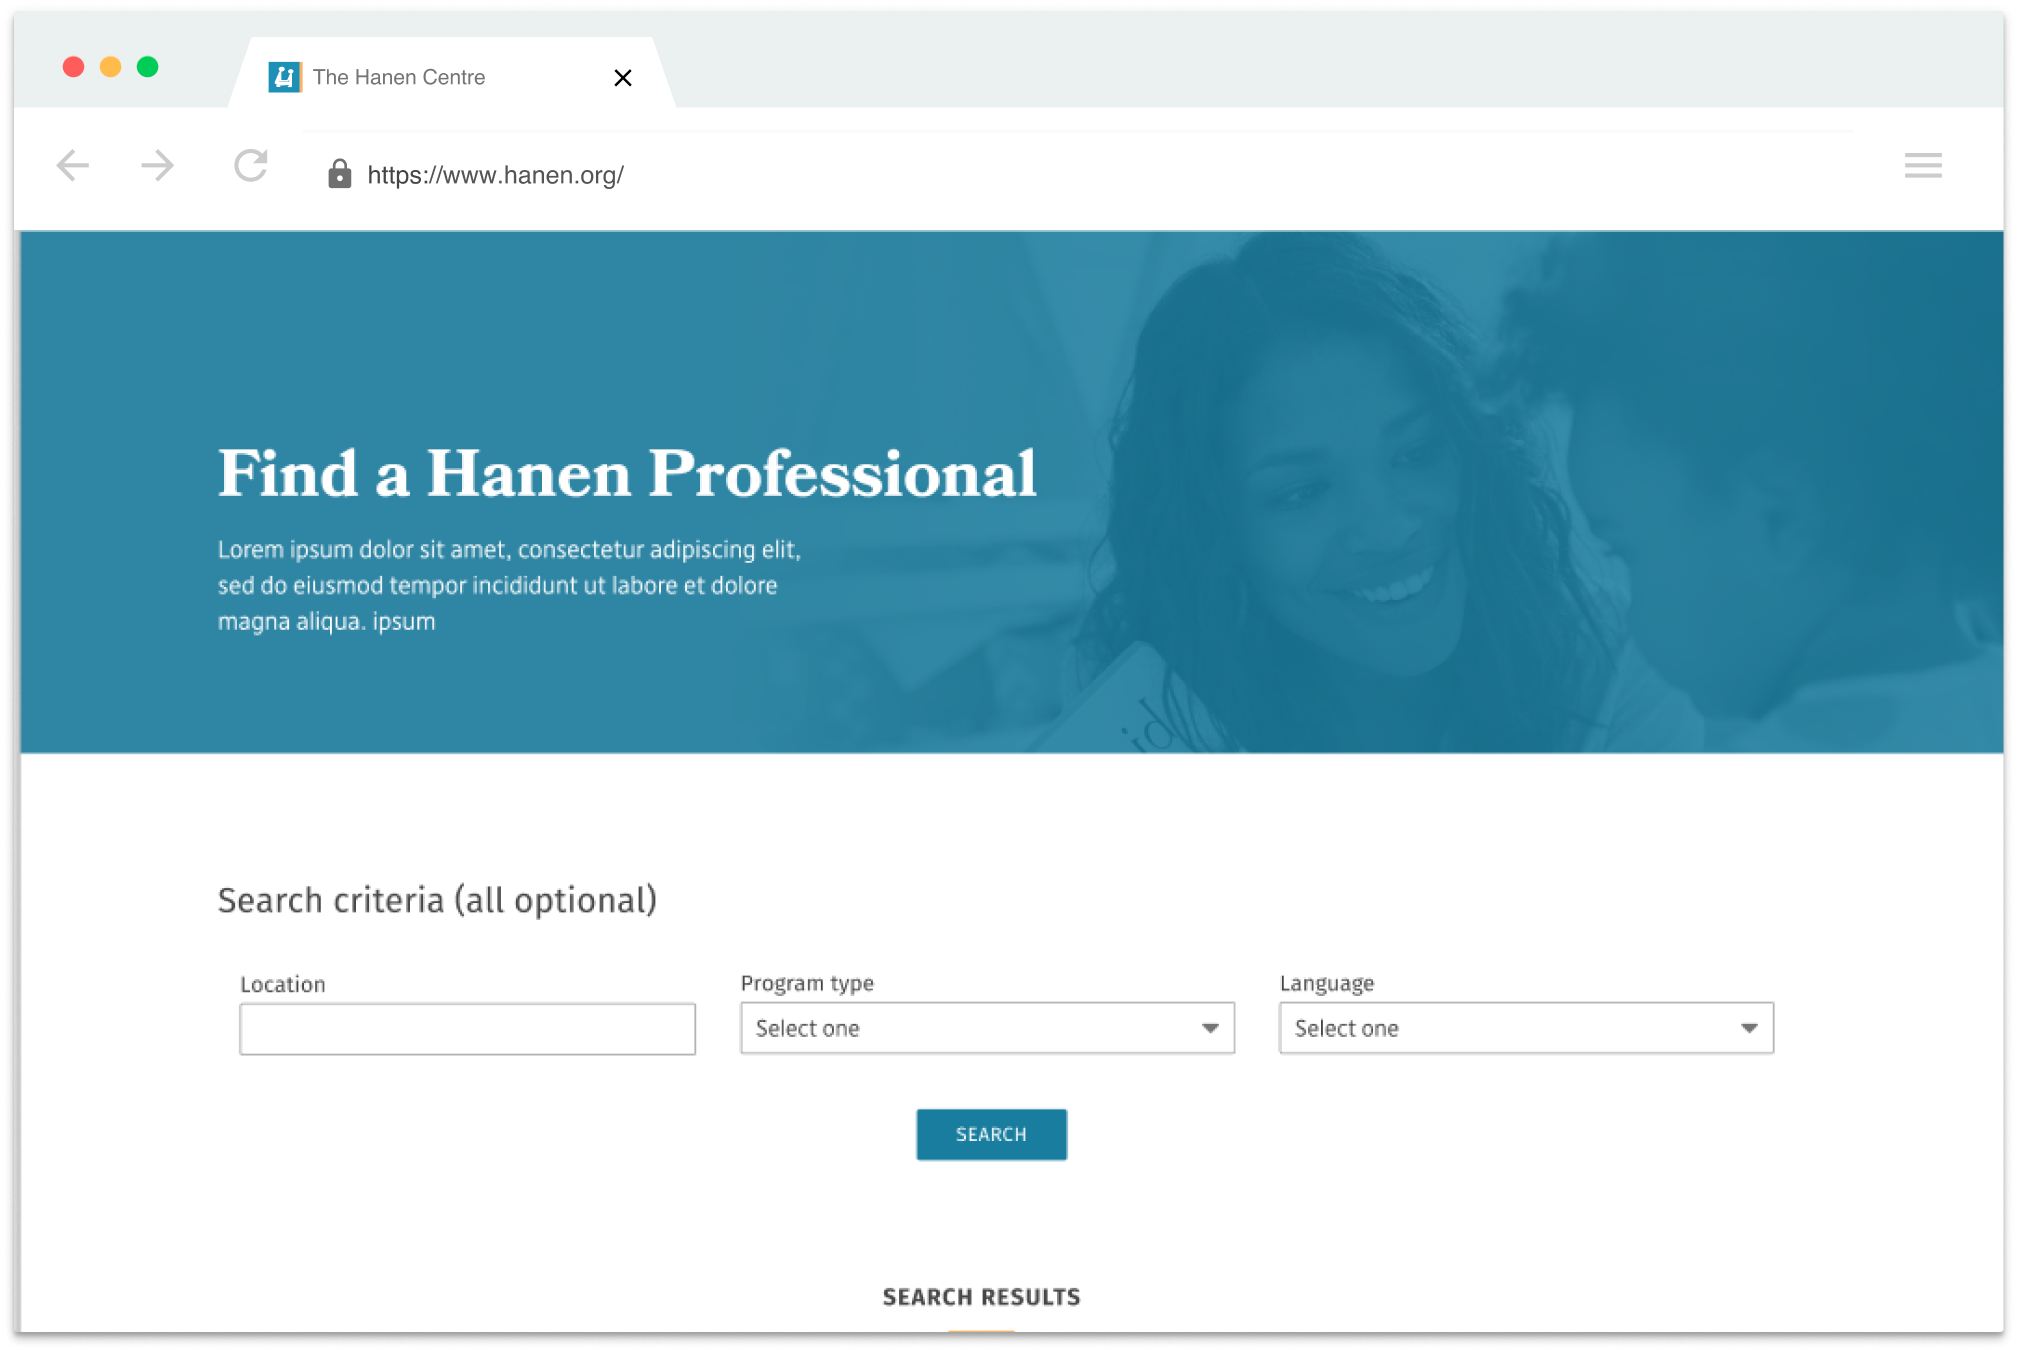 The Hanen Centre
https://www.hanen.org/
Find a Hanen Professional
Lorem ipsum dolor sit amet, consectetur adipiscing elit,
sed do eiusmod tempor incididunt ut labore et dolore
magna aliqua. ipsum
Search criteria (all optional)
Location
Program type
Language
Select one
Select one
SEARCH
SEARCH RESULTS